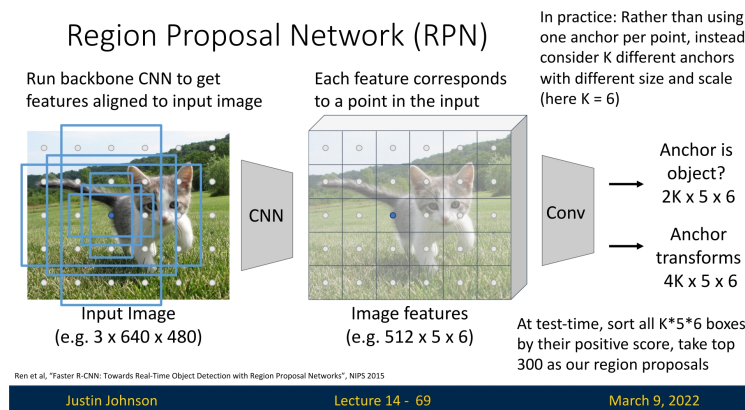 Region Proposal Network (RPN)
In practice: Rather than using
one anchor per point, instead
consider K different anchors
with different size and scale
(here K = 6)
Run backbone CNN to get
features aligned to input image
Each feature corresponds
to a point in the input
CNN
Conv
Anchor is
object?
2K x 5 x 6
Anchor
transforms
4K x 5 x 6
Input Image
(e.g. 3 x 640 x 480)
Image features
(e.g. 512 x 5 x 6)
At test-time, sort all K*5*6 boxes
by their positive score, take top
300 as our region proposals
Ren et al, "Faster R-CNN: Towards Real-Time Object Detection with Region Proposal Networks", NIPS 2015
Justin Johnson
Lecture 14 - 69
March 9, 2022